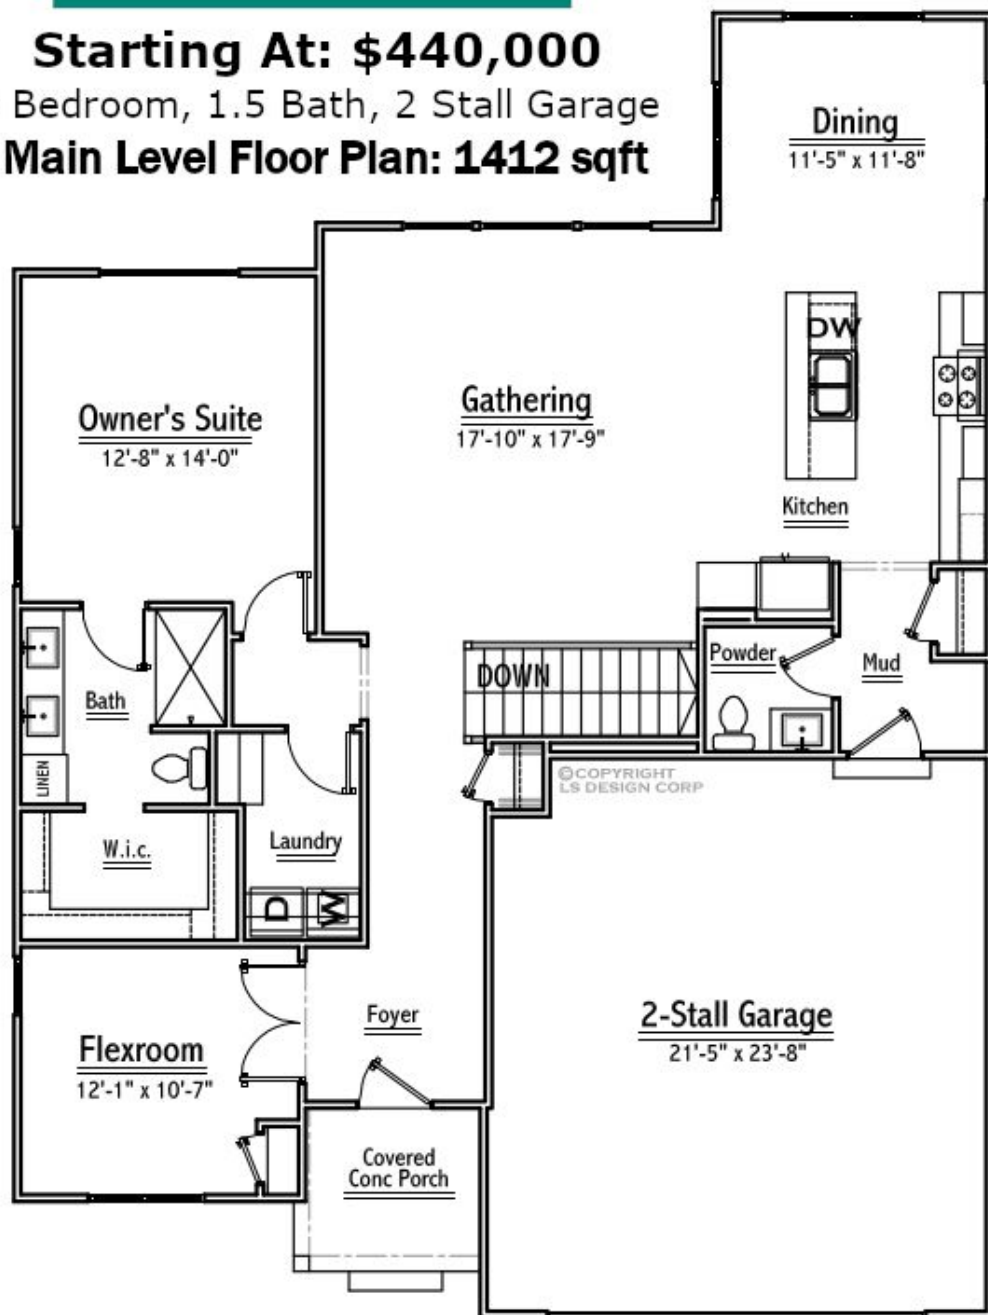 Starting At: $440,000
Bedroom, 1.5 Bath, 2 Stall Garage
Main Level Floor Plan: 1412 sqft
Dining
11'-5" x 11'-8"
DW
Gathering
17'-10" x 17'-9"
Owner's Suite
12'-8" x 14'-0"
Kitchen
DOWN
Powder
Mud
Bath
LINEN
©COPYRIGHT
LS DESIGN CORP
Laundry
W.i.c.
D
W
Foyer
2-Stall Garage
21'-5" x 23'-8"
Flexroom
12'-1" x 10'-7"
Covered
Conc Porch